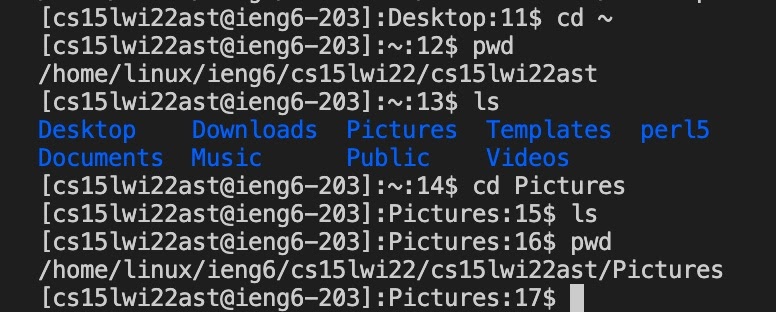 [cs15lwi22ast@ieng6-203]:Desktop:11$ cd ~
[cs15lwi22ast@ieng6-203]:~:12$ pwd
/home/linux/ieng6/cs15lwi22/cs15lwi22ast
[cs15lwi22ast@ieng6-203]:~:13$ ls
Desktop    Downloads  Pictures  Templates  perl5
Documents  Music      Public    Videos
[cs15lwi22ast@ieng6-203]:~:14$ cd Pictures
[cs15lwi22ast@ieng6-203]:Pictures:15$ ls
[cs15lwi22ast@ieng6-203]:Pictures:16$ pwd
/home/linux/ieng6/cs15lwi22/cs15lwi22ast/Pictures
[cs15lwi22ast@ieng6-203]:Pictures:17$